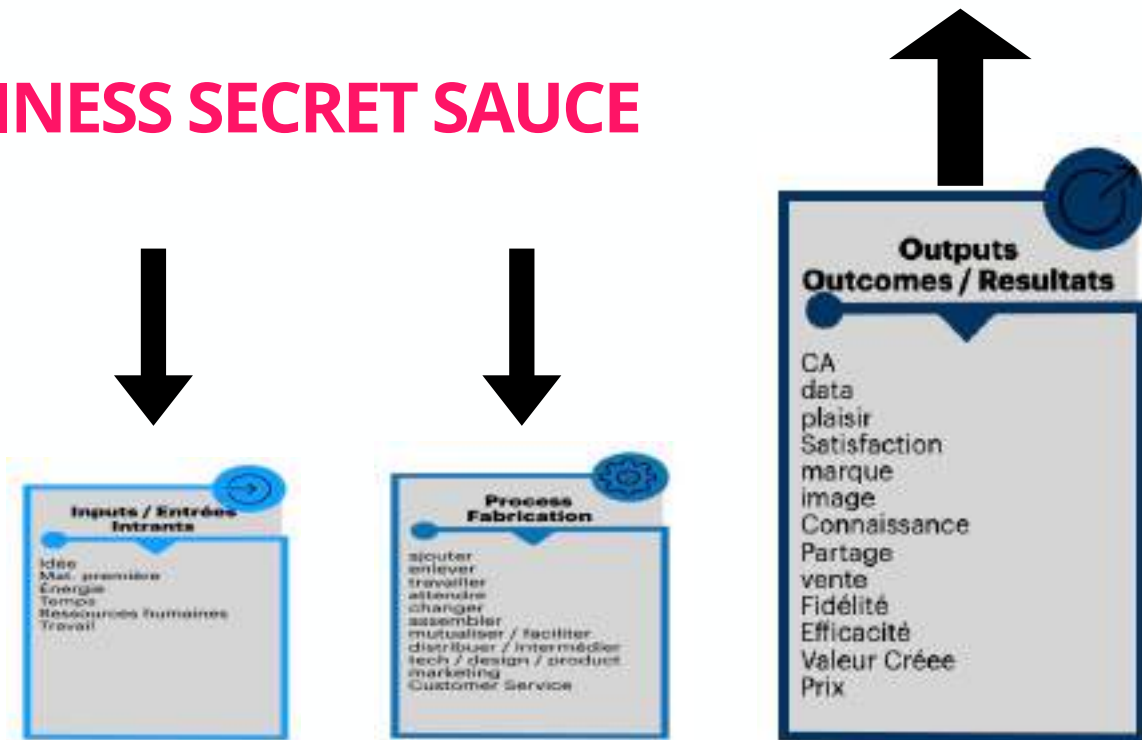 INESS SECRET SAUCE
Inputs / Entrées
Intrants
Idée
Mat. première
Énergie
Temps
Ressources humaines
Travail
Process
Fabrication
ajouter
enlever
travailler
attendre
changer
assembler
mutualiser / faciliter
distribuer / intermédier
tech / design / product
marketing
Customer Service
Outputs
Outcomes / Resultats
CA
data
plaisir
Satisfaction
marque
image
Connaissance
Partage
vente
Fidélité
Efficacité
Valeur Créee
Prix